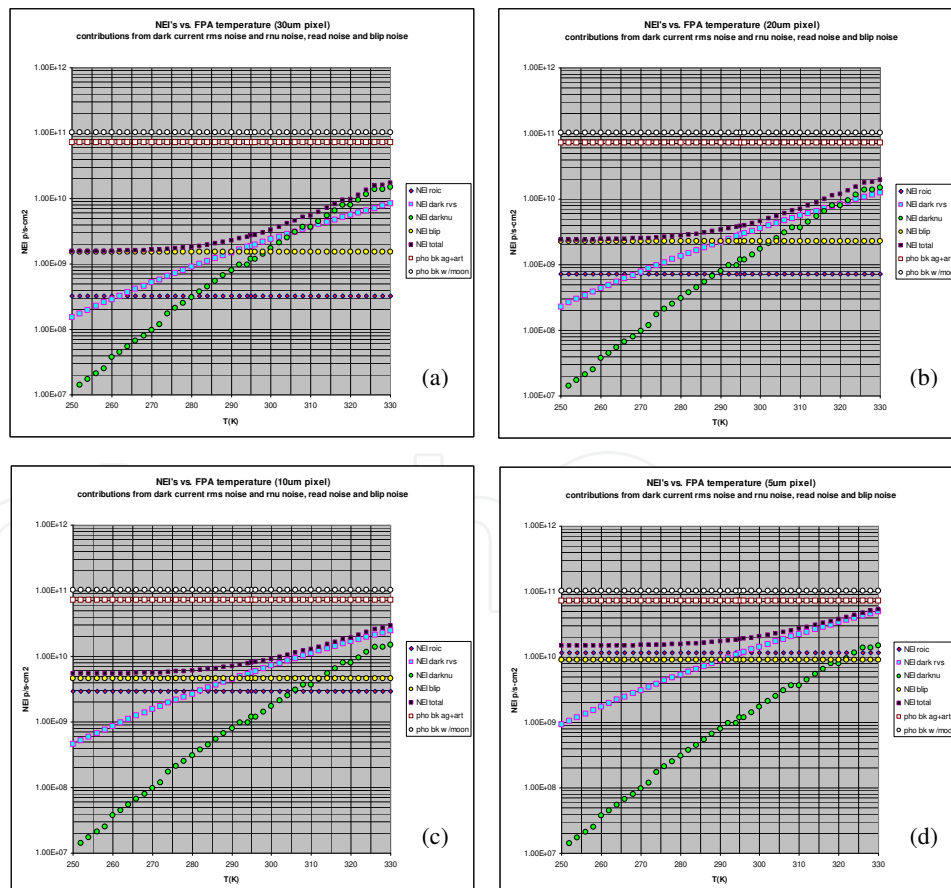 NEI's vs. FPA temperature (30um pixel)
contributions from dark current rms noise and rnu noise, read noise and blip noise
1.00E+12
1.00E+11
1.00E+10
1.00E+09
1.00E+08
1.00E+07
NEI p/s-cm2
250 260 270 280 290 300 310 320 330
T(K)
NEI roic
NEI dark rvs
NEI darknu
NEI blip
NEI total
pho bk ag+art
pho bk w/moon
(a)
NEI's vs. FPA temperature (20um pixel)
contributions from dark current rms noise and rnu noise, read noise and blip noise
1.00E+12
1.00E+11
1.00E+10
1.00E+09
1.00E+08
1.00E+07
NEI p/s-cm2
250 260 270 280 290 300 310 320 330
T(K)
NEI roic
NEI dark rvs
NEI darknu
NEI blip
NEI total
pho bk ag+art
pho bk w/moon
(b)
NEI's vs. FPA temperature (10um pixel)
contributions from dark current rms noise and rnu noise, read noise and blip noise
1.00E+12
1.00E+11
1.00E+10
1.00E+09
1.00E+08
1.00E+07
NEI p/s-cm2
250 260 270 280 290 300 310 320 330
T(K)
NEI roic
NEI dark rvs
NEI darknu
NEI blip
NEI total
pho bk ag+art
pho bk w/moon
(c)
NEI's vs. FPA temperature (5um pixel)
contributions from dark current rms noise and rnu noise, read noise and blip noise
1.00E+12
1.00E+11
1.00E+10
1.00E+09
1.00E+08
1.00E+07
NEI p/s-cm2
250 260 270 280 290 300 310 320 330
T(K)
NEI roic
NEI dark rvs
NEI darknu
NEI blip
NEI total
pho bk ag+art
pho bk w/moon
(d)